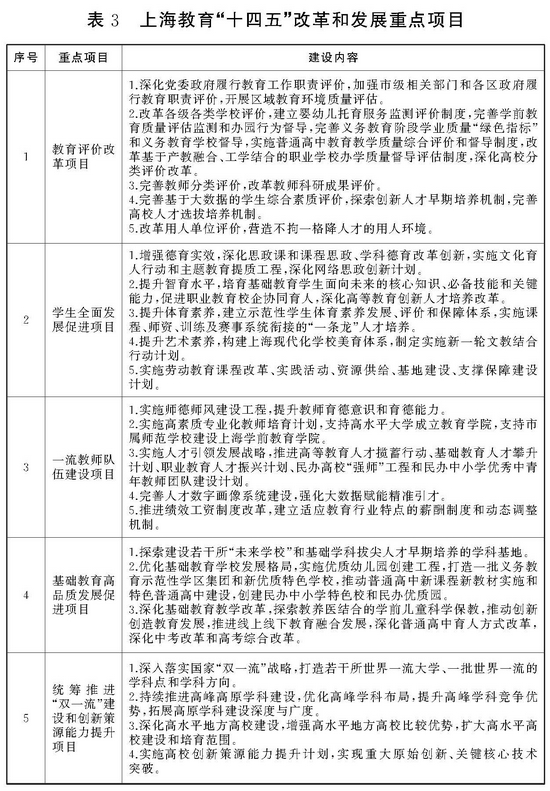 表 3　上海教育“十四五”改革和发展重点项目
序号
重点项目
建设内容
1
教育评价改
革项目
1.深化党委政府履行教育工作职责评价,加强市级相关部门和各区政府履
行教育职责评价,开展区域教育环境质量评估。
2.改革各级各类学校评价,建立婴幼儿托育服务监测评价制度,完善学前教
育质量评估监测和办园行为督导,完善义务教育阶段学业质量“绿色指标”
和义务教育学校督导,实施普通高中教育教学质量综合评价和督导制度,改
革基于产教融合、工学结合的职业学校办学质量督导评估制度,深化高校分
类评价改革。
3.完善教师分类评价,改革教师科研成果评价。
4.完善基于大数据的学生综合素质评价,探索创新人才早期培养机制,完善
高校人才选拔培养机制。
5.改革用人单位评价,营造不拘一格降人才的用人环境。
2
学生全面发
展促进项目
1.增强德育实效,深化思政课和课程思政、学科德育改革创新,实施文化育
人行动和主题教育提质工程,深化网络思政创新计划。
2.提升智育水平,培育基础教育学生面向未来的核心知识、必备技能和关键
能力,促进职业教育校企协同育人,深化高等教育创新人才培养改革。
3.提升体育素养,建立示范性学生体育素养发展、评价和保障体系,实施课
程、师资、训练及赛事系统衔接的“一条龙”人才培养。
4.提升艺术素养,构建上海现代化学校美育体系,制定实施新一轮文教结合
行动计划。
5.实施劳动教育课程改革、实践活动、资源供给、基地建设、支撑保障建设
计划。
3
一流教师队
伍建设项目
1.实施师德师风建设工程,提升教师育德意识和育德能力。
2.实施高素质专业化教师培育计划,支持高水平大学成立教育学院,支持市
属师范学校建设上海学前教育学院。
3.实施人才引领发展战略,推进高等教育人才揽蓄行动、基础教育人才攀升
计划、职业教育人才振兴计划、民办高校“强师”工程和民办中小学优秀中青
年教师团队建设计划。
4.完善人才数字画像系统建设,强化大数据赋能精准引才。
5.推进绩效工资制度改革,建立适应教育行业特点的薪酬制度和动态调整
机制。
4
基础教育高
品质发展促
进项目
1.探索建设若干所“未来学校”和基础学科拔尖人才早期培养的学科基地。
2.优化基础教育学校发展格局,实施优质幼儿园创建工程,打造一批义务教
育示范性学区集团和新优质特色学校,推动普通高中新课程新教材实施和
特色普通高中建设,创建民办中小学特色校和民办优质园。
3.深化基础教育教学改革,探索教养医结合的学前儿童科学保教,推动创新
创造教育发展,推进线上线下教育融合发展,深化普通高中育人方式改革,
深化中考改革和高考综合改革。
5
统筹推进
“双一流”建
设和创新策
源能力提升
项目
1.深入落实国家“双一流”战略,打造若干所世界一流大学、一批世界一流的
学科点和学科方向。
2.持续推进高峰高原学科建设,优化高峰学科布局,提升高峰学科竞争优
势,拓展高原学科建设深度与广度。
3.深化高水平地方高校建设,增强高水平地方高校比较优势,扩大高水平高
校建设和培育范围。
4.实施高校创新策源能力提升计划,实现重大原始创新、关键核心技术
突破。